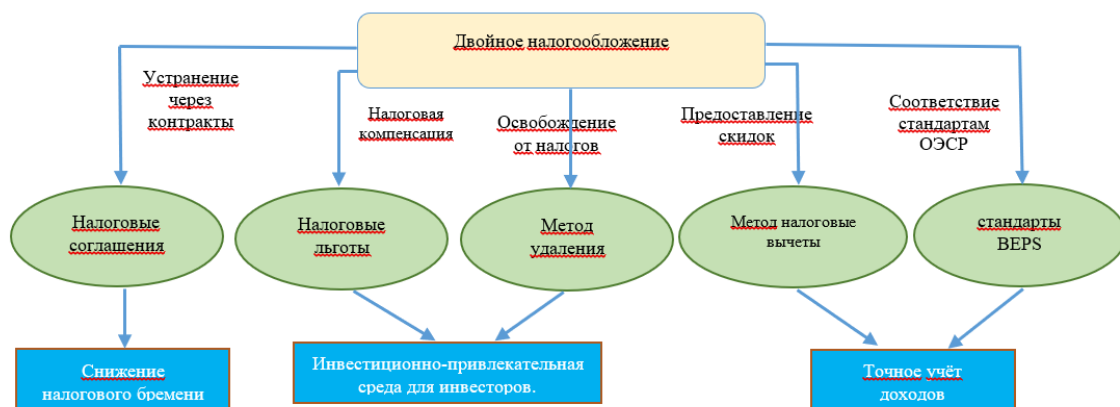 Двойное налогообложение
Устранение
через
контракты
Налоговая
компенсация
Освобождение
от налогов
Предоставление
скидок
Соответствие
стандартам
ОЭСР
Налоговые
соглашения
Налоговые
льготы
Метод
удаления
Метод налоговые
вычеты
стандарты
BEPS
Снижение
налогового бремени
Инвестиционно-привлекательная
среда для инвесторов.
Точное учёт
доходов